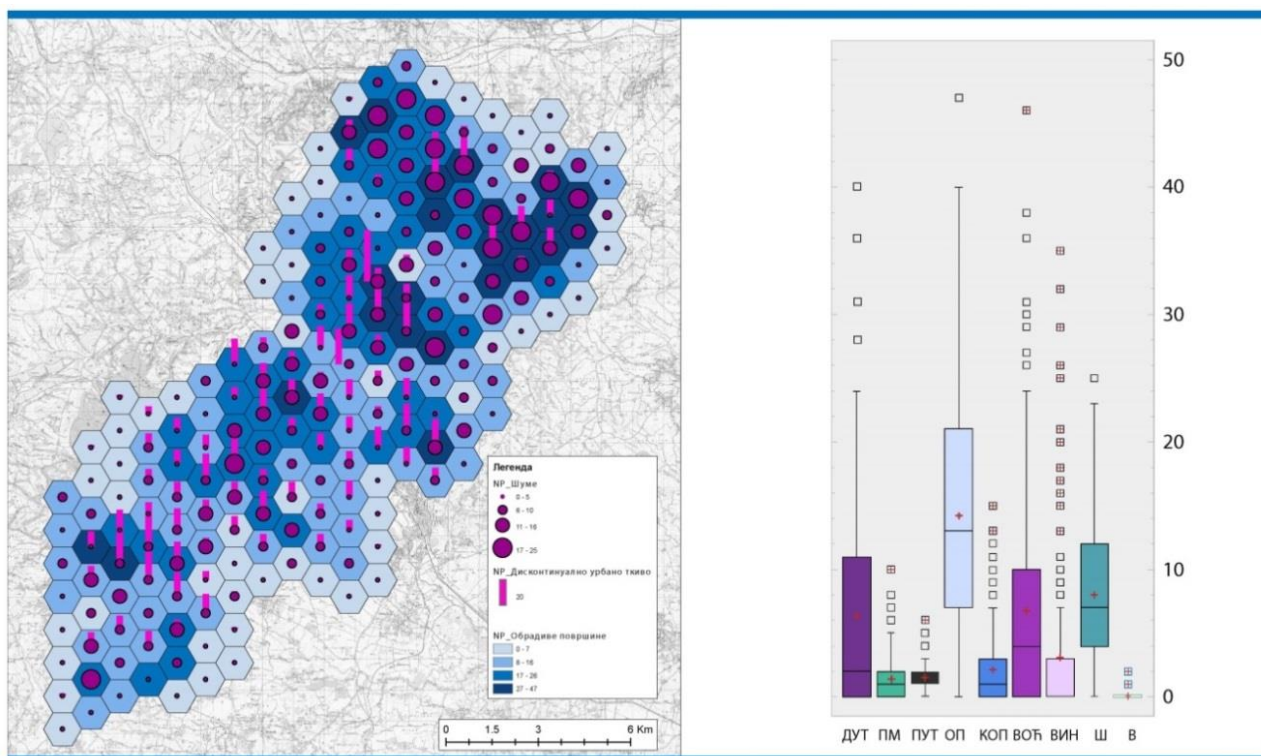 Легенда
NP_Шуме
0 - 5
6 - 10
11 - 16
17 - 25
NP_Дисконтинуално урбано ткиво
20
NP_Обрадиве површине
0 - 7
8 - 16
17 - 26
27 - 47
0 1.5 3 6 Km
50
40
30
20
10
0
ДУТ ПМ ПУТ ОП КОП ВОЋ ВИН Ш В